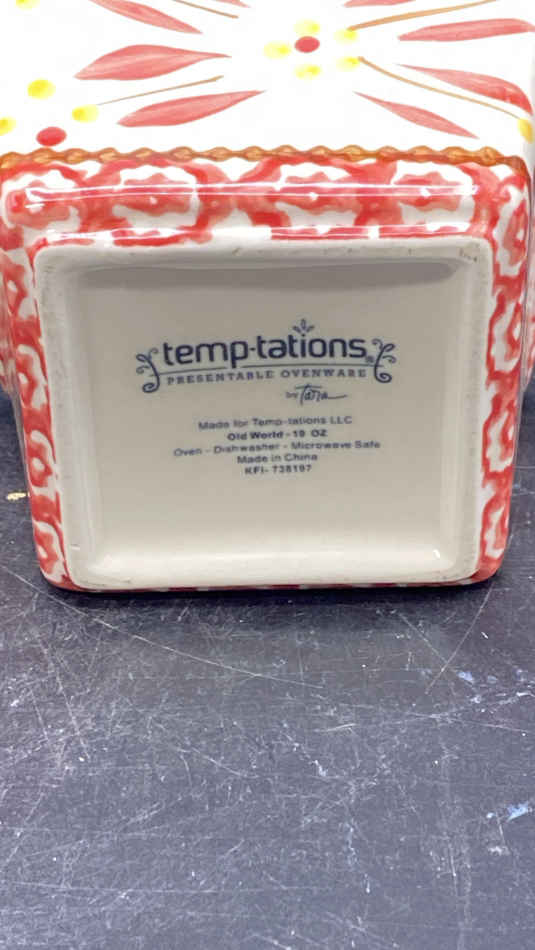 temp-tations®
PRESENTABLE OVENWARE
by Tara
Made for Temp-tations LLC
Old World - 19 OZ
Oven - Dishwasher - Microwave Safe
Made in China
KFI- 738197